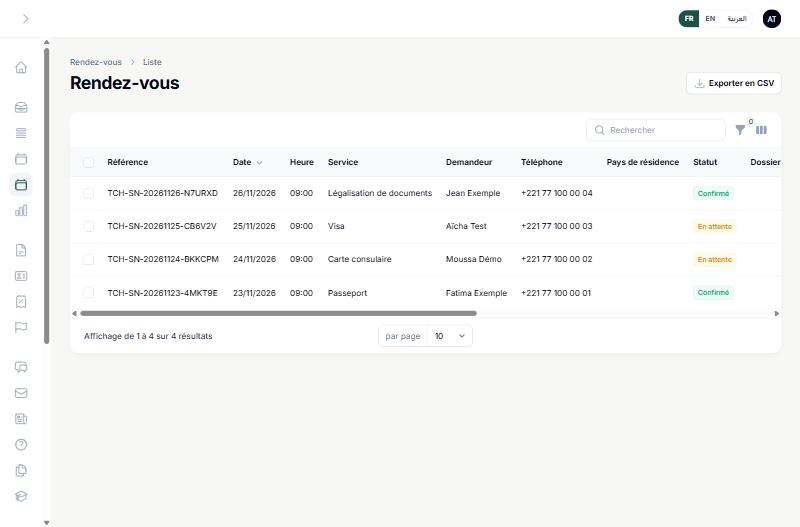 FR EN العربية AT
Rendez-vous > Liste
Rendez-vous
Exporter en CSV
Rechercher
0
Référence Date Heure Service Demandeur Téléphone Pays de résidence Statut Dossier
TCH-SN-20261126-N7URXD 26/11/2026 09:00 Légalisation de documents Jean Exemple +221 77 100 00 04 Confirmé
TCH-SN-20261125-CB6V2V 25/11/2026 09:00 Visa Aïcha Test +221 77 100 00 03 En attente
TCH-SN-20261124-BKKCPM 24/11/2026 09:00 Carte consulaire Moussa Démo +221 77 100 00 02 En attente
TCH-SN-20261123-4MKT9E 23/11/2026 09:00 Passeport Fatima Exemple +221 77 100 00 01 Confirmé
Affichage de 1 à 4 sur 4 résultats par page 10